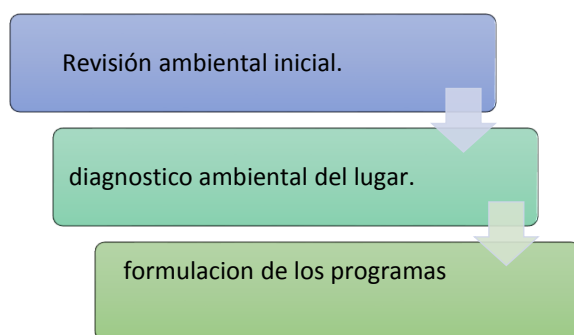 Revisión ambiental inicial.
diagnostico ambiental del lugar.
formulacion de los programas